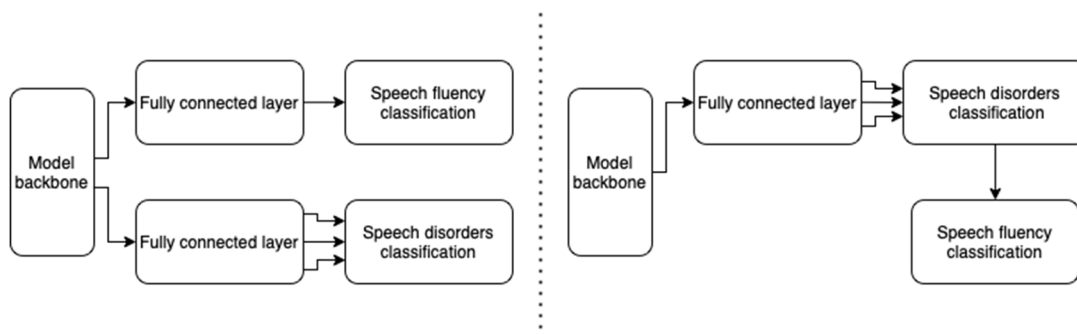 Model
backbone
Fully connected layer
Speech fluency
classification
Fully connected layer
Speech disorders
classification
Model
backbone
Fully connected layer
Speech disorders
classification
Speech fluency
classification